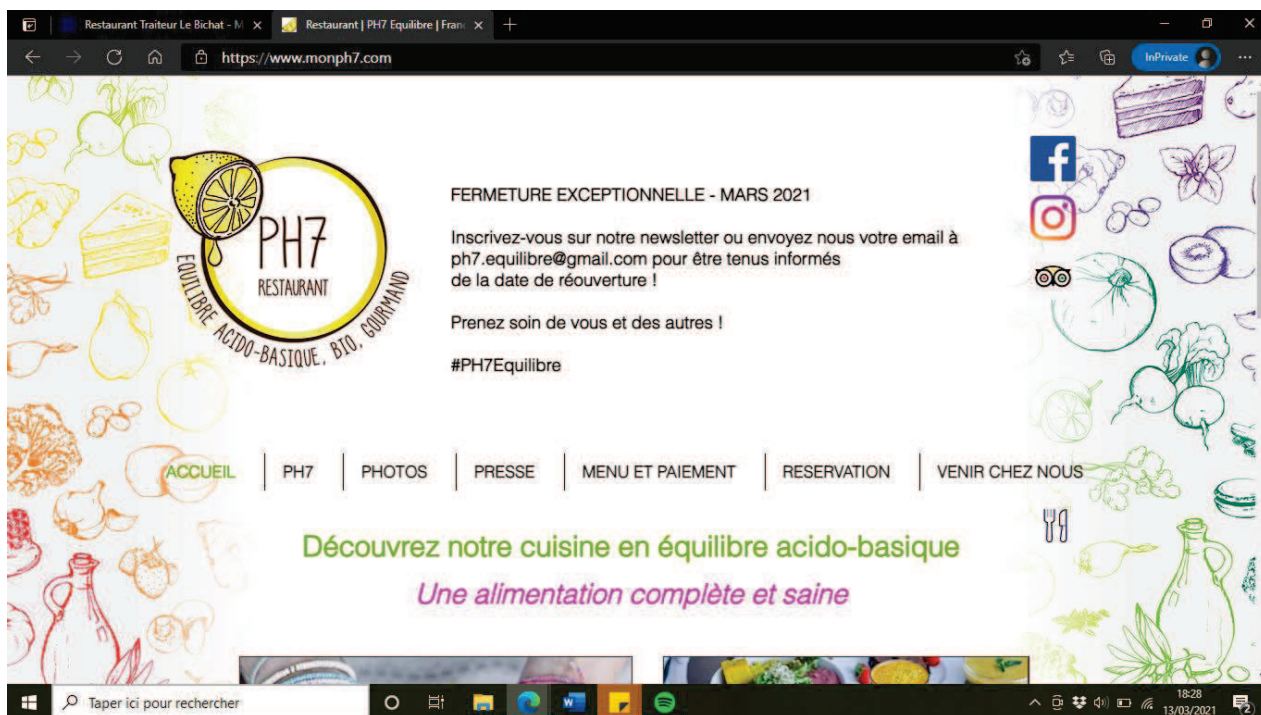 Restaurant Traiteur Le Bichat - M
Restaurant | PH7 Equilibre | Fran
https://www.monph7.com
InPrivate
PH7
RESTAURANT
EQUILIBRE ACIDO-BASIQUE, BIO, GOURMAND
FERMETURE EXCEPTIONNELLE - MARS 2021
Inscrivez-vous sur notre newsletter ou envoyez nous votre email à
ph7.equilibre@gmail.com pour être tenus informés
de la date de réouverture !
Prenez soin de vous et des autres !
#PH7Equilibre
ACCUEIL
PH7
PHOTOS
PRESSE
MENU ET PAIEMENT
RESERVATION
VENIR CHEZ NOUS
Découvrez notre cuisine en équilibre acido-basique
Une alimentation complète et saine
Taper ici pour rechercher
18:28
13/03/2021